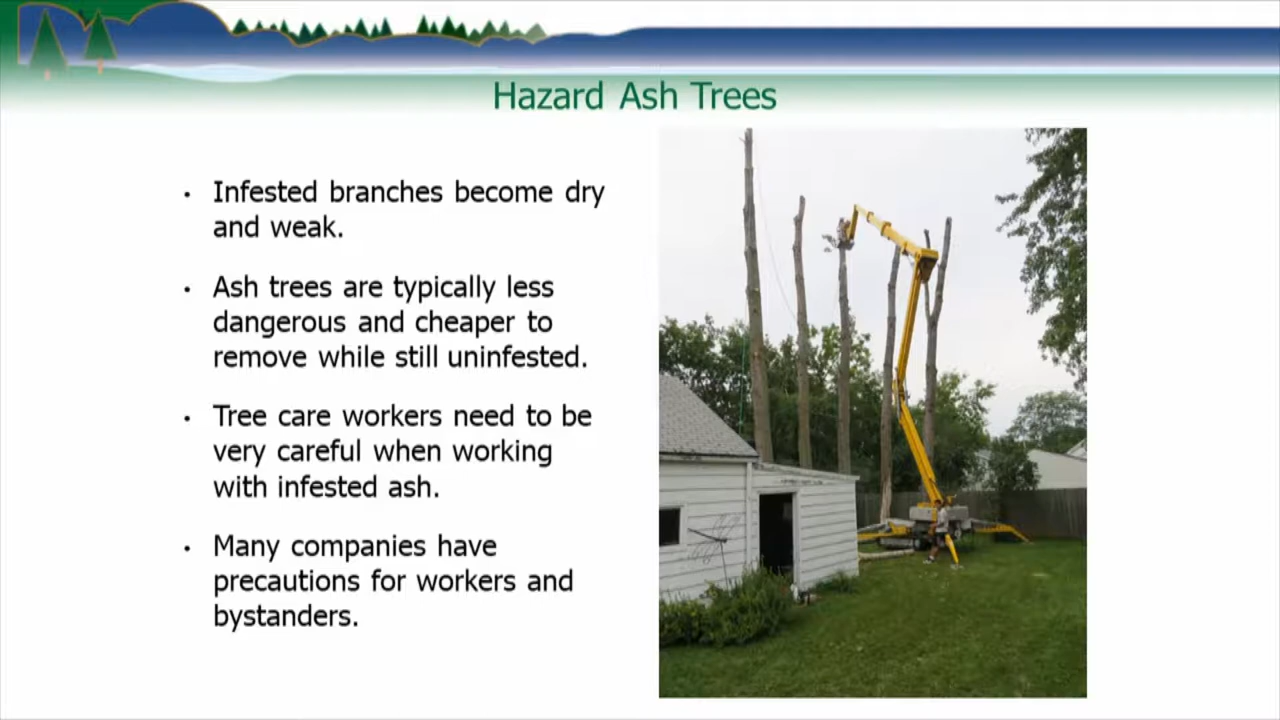 Hazard Ash Trees
• Infested branches become dry
and weak.
• Ash trees are typically less
dangerous and cheaper to
remove while still uninfested.
• Tree care workers need to be
very careful when working
with infested ash.
• Many companies have
precautions for workers and
bystanders.